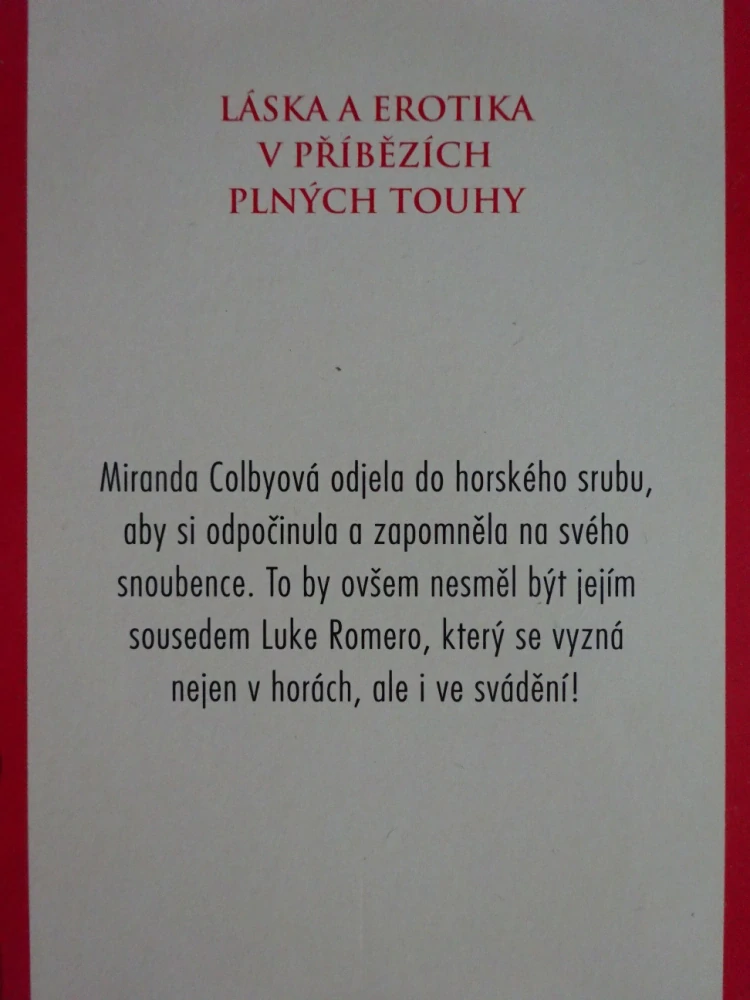 LÁSKA A EROTIKA
V PŘÍBĚZÍCH
PLNÝCH TOUHY
Miranda Colbyová odjela do horského srubu,
aby si odpočinula a zapomněla na svého
snoubence. To by ovšem nesměl být jejím
sousedem Luke Romero, který se vyzná
nejen v horách, ale i ve svádění!